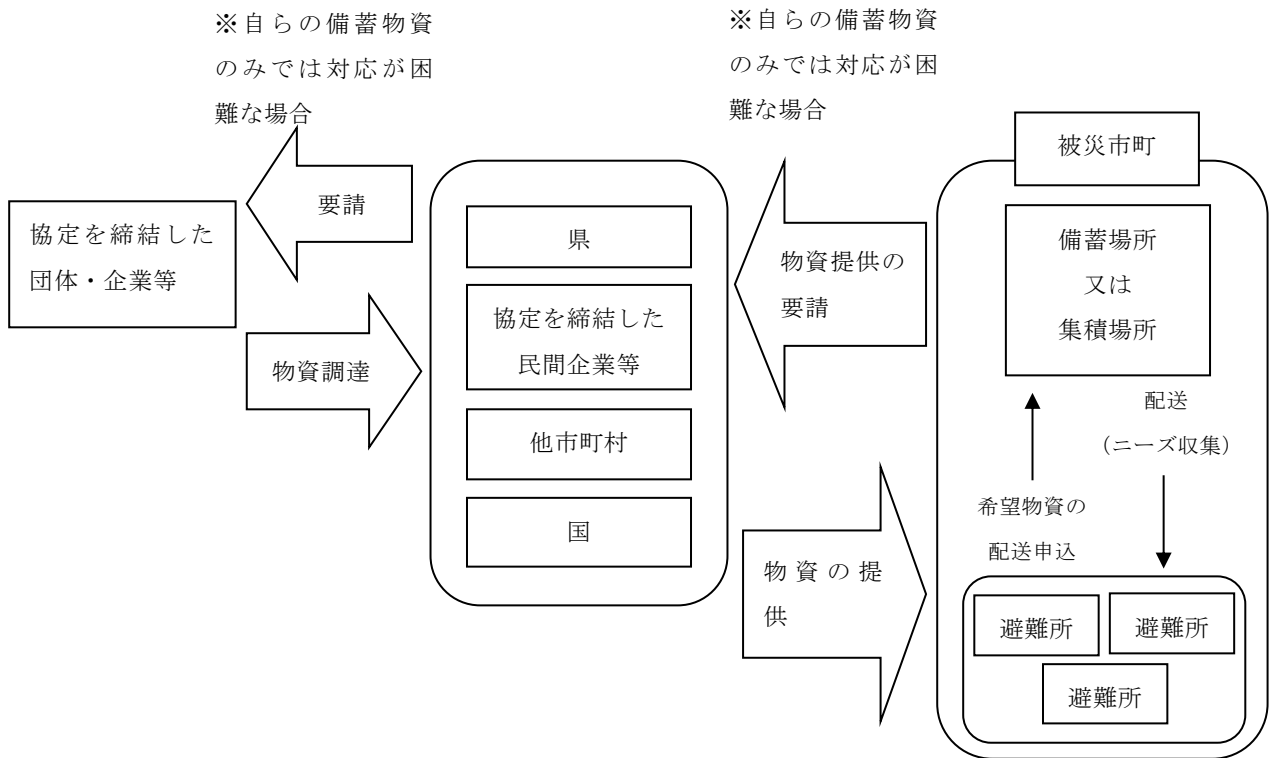 ※自らの備蓄物資
のみでは対応が困
難な場合
※自らの備蓄物資
のみでは対応が困
難な場合
協定を締結した
団体・企業等
要請
物資調達
県
協定を締結した
民間企業等
他市町村
国
物資提供の
要請
物資の提
供
被災市町
備蓄場所
又は
集積場所
配送
（ニーズ収集）
希望物資の
配送申込
避難所
避難所
避難所